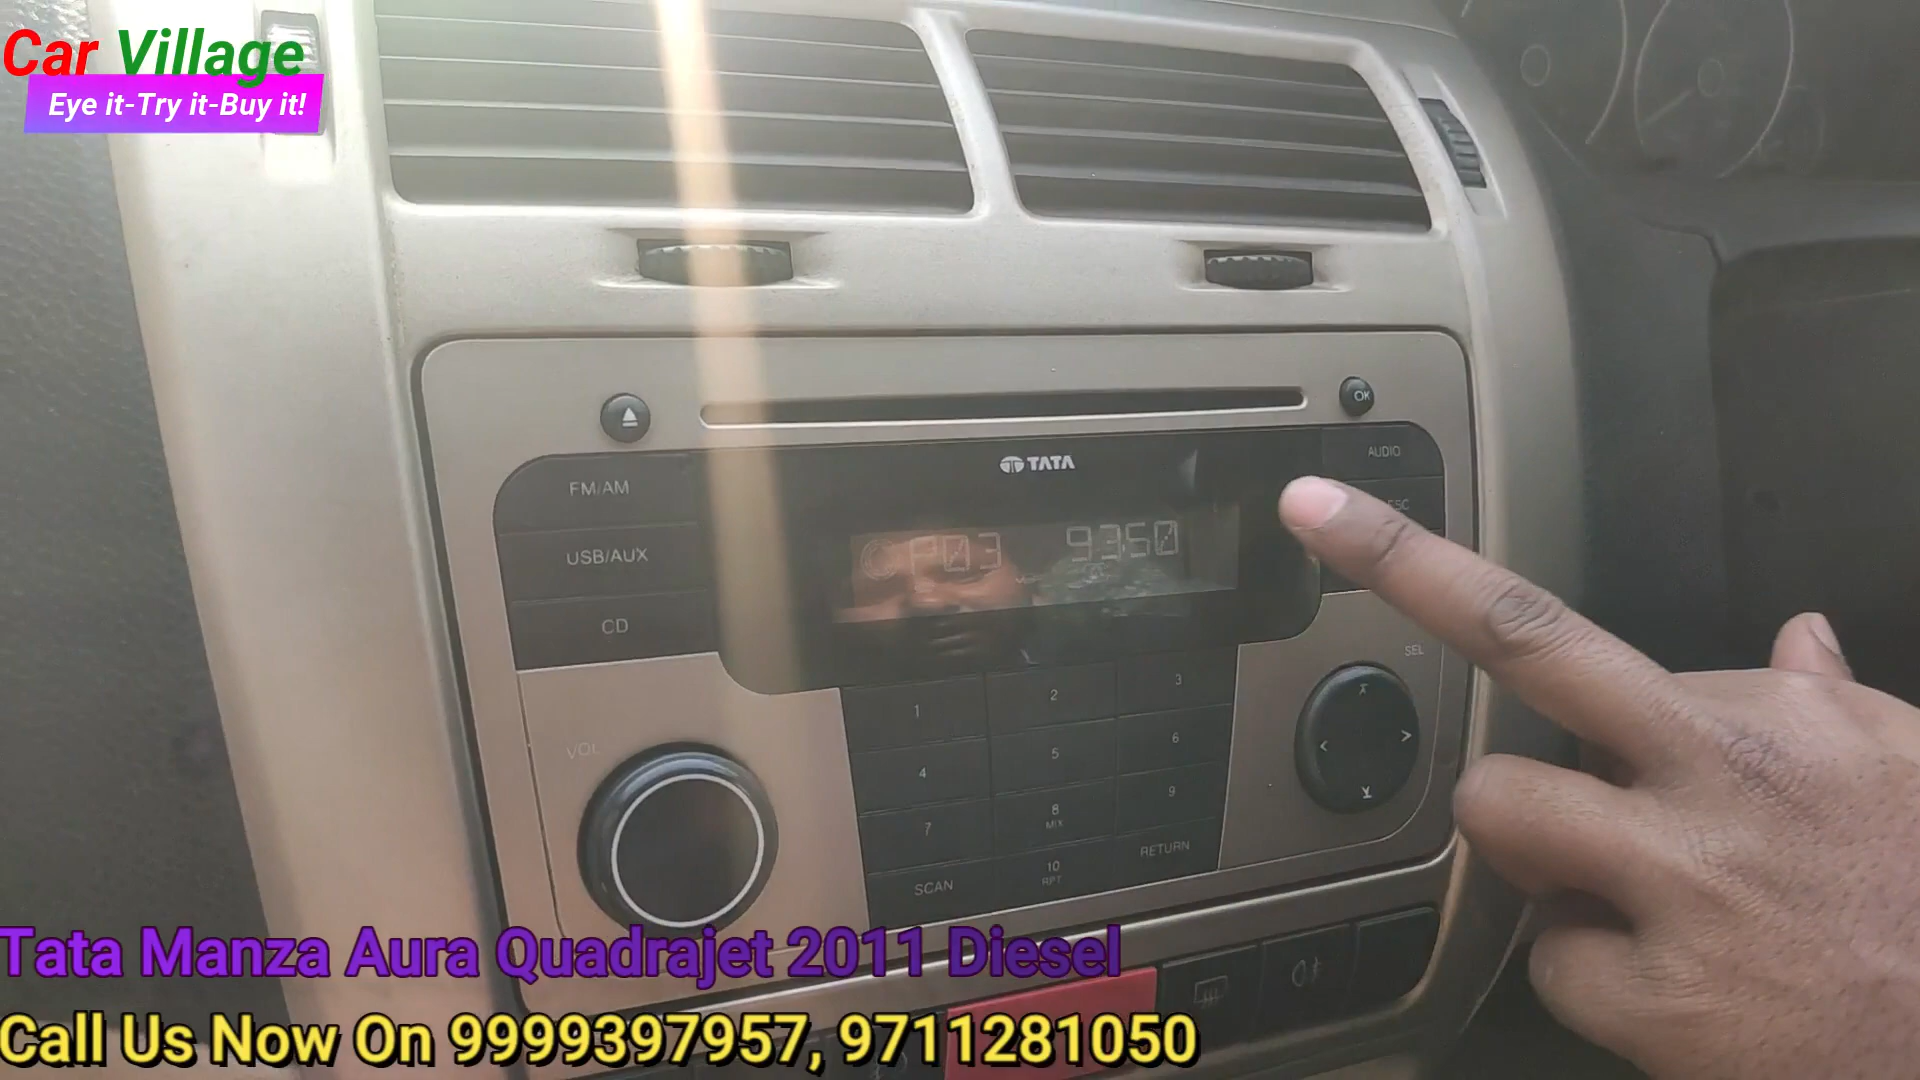 Car Village
Eye it-Try it-Buy it!
OK
TATA
AUDIO
FM/AM
ESC
USB/AUX
P03 9350
CD
SEL
VOL
1 2 3
4 5 6
7 8 9
MIX
SCAN 10 RETURN
RPT
Tata Manza Aura Quadrajet 2011 Diesel
Call Us Now On 9999397957, 9711281050